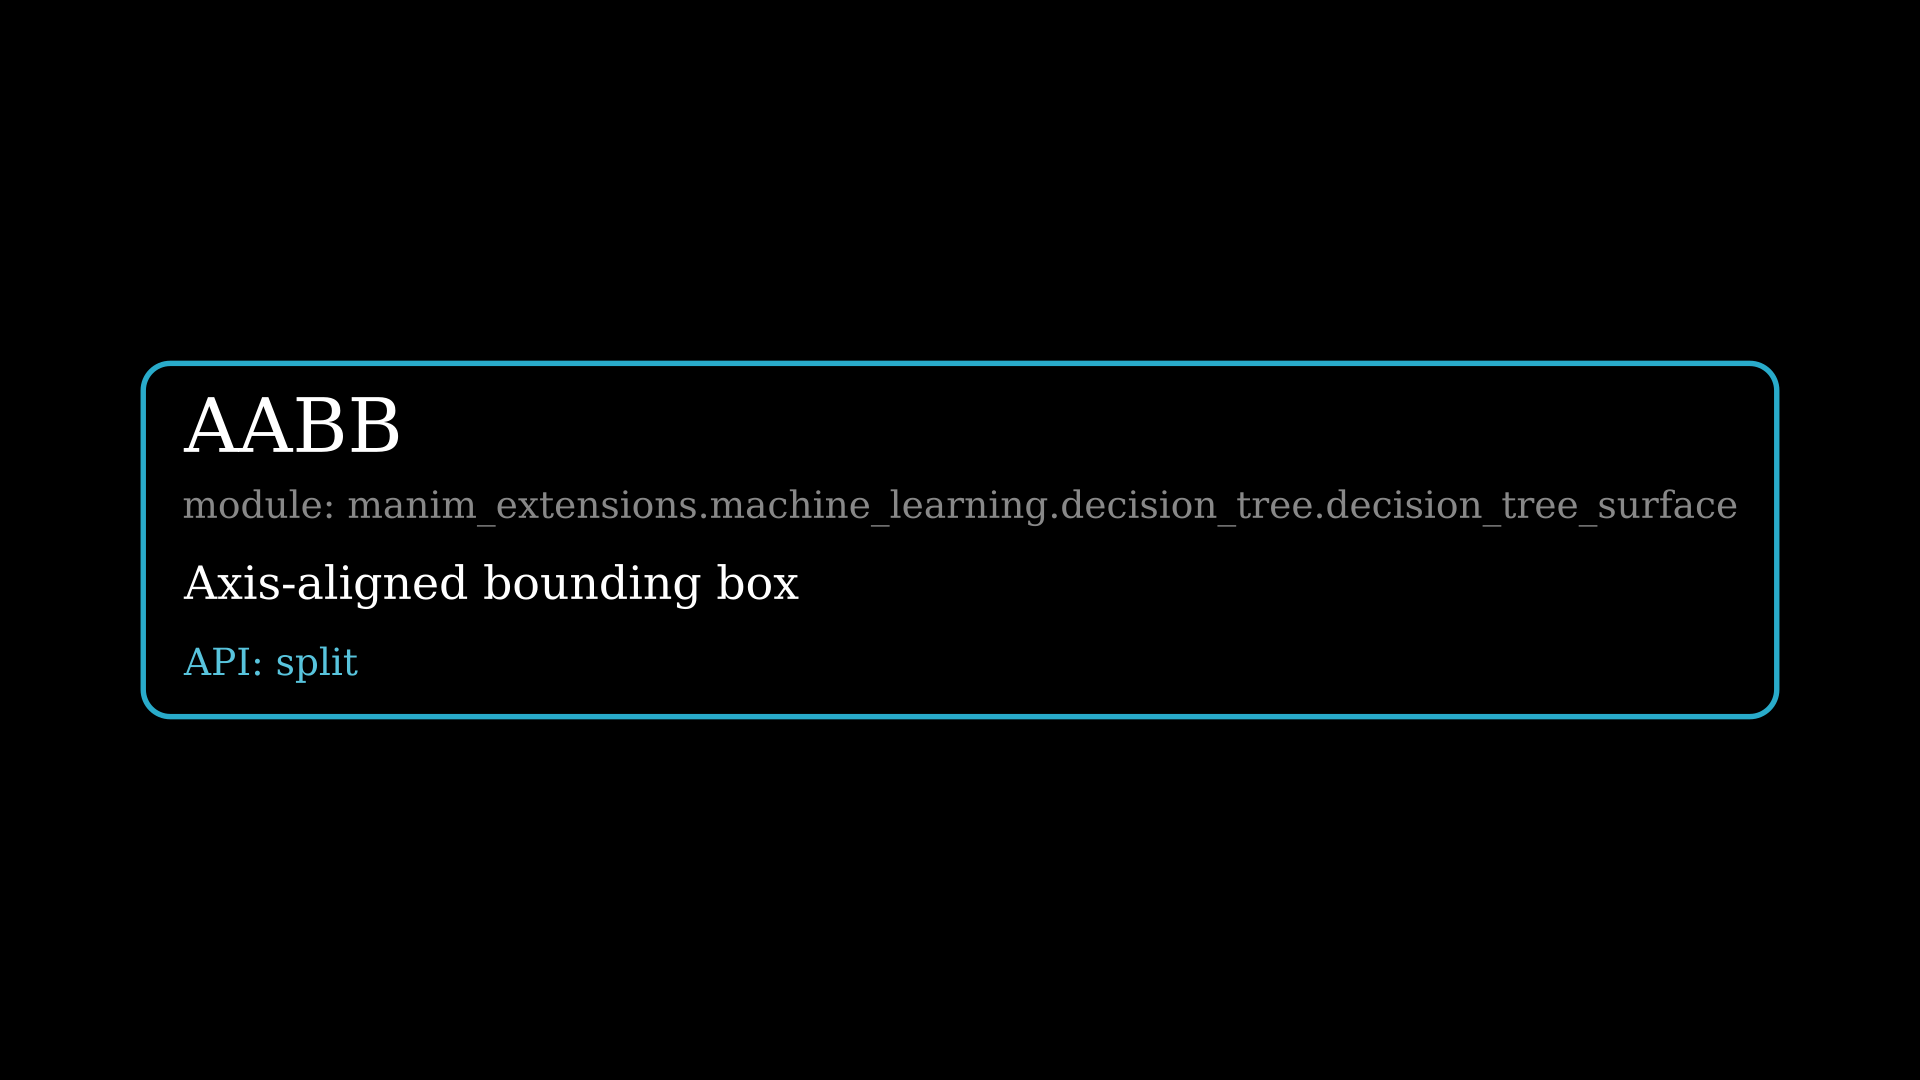 AABB
module: manim_extensions.machine_learning.decision_tree.decision_tree_surface
Axis-aligned bounding box
API: split